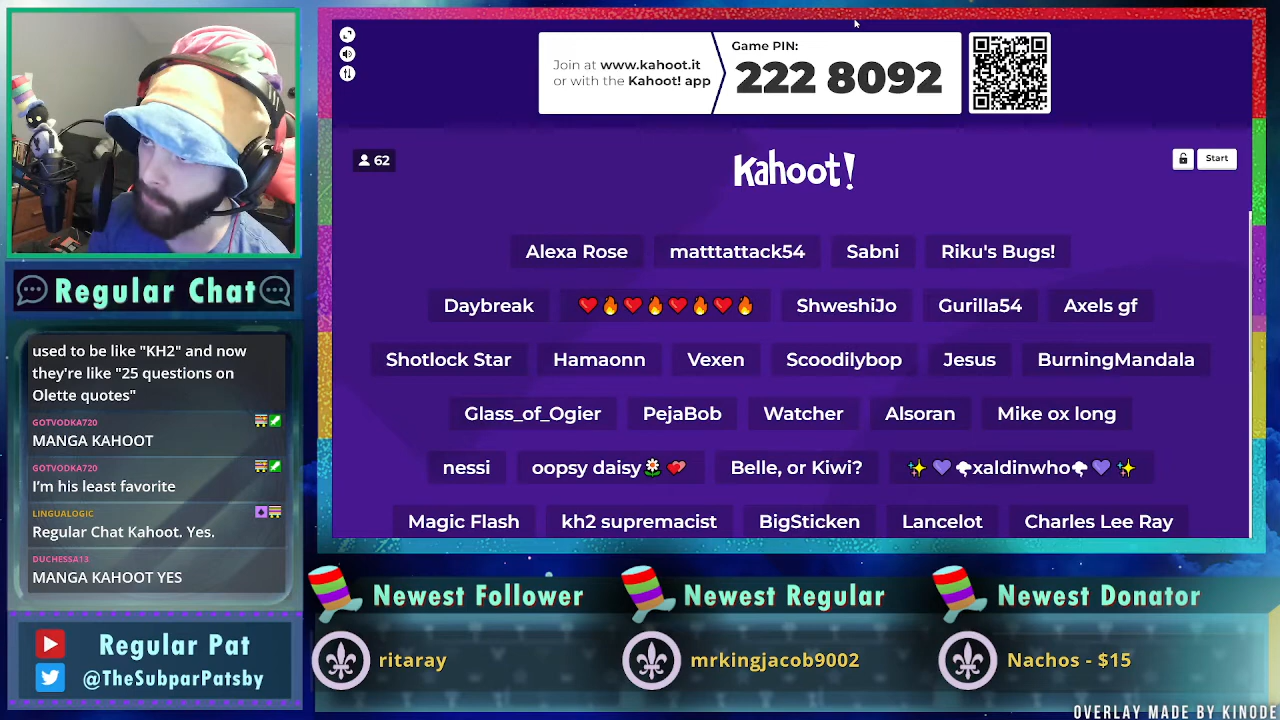 Join at www.kahoot.it
or with the Kahoot! app
Game PIN:
222 8092
62
Kahoot!
Start
Alexa Rose
matttattack54
Sabni
Riku's Bugs!
Daybreak
❤️🔥❤️🔥❤️🔥❤️🔥
ShweshiJo
Gurilla54
Axels gf
Shotlock Star
Hamaonn
Vexen
Scoodilybop
Jesus
BurningMandala
Glass_of_Ogier
PejaBob
Watcher
Alsoran
Mike ox long
nessi
oopsy daisy🌼💕
Belle, or Kiwi?
✨💜🌪xaldinwho🌪💜✨
Magic Flash
kh2 supremacist
BigSticken
Lancelot
Charles Lee Ray
Regular Chat
used to be like "KH2" and now
they're like "25 questions on
Olette quotes"
GOTVODKA720
MANGA KAHOOT
GOTVODKA720
I'm his least favorite
LINGUALOGIC
Regular Chat Kahoot. Yes.
DUCHESSA13
MANGA KAHOOT YES
Regular Pat
@TheSubparPatsby
Newest Follower
ritaray
Newest Regular
mrkingjacob9002
Newest Donator
Nachos - $15
OVERLAY MADE BY KINODE